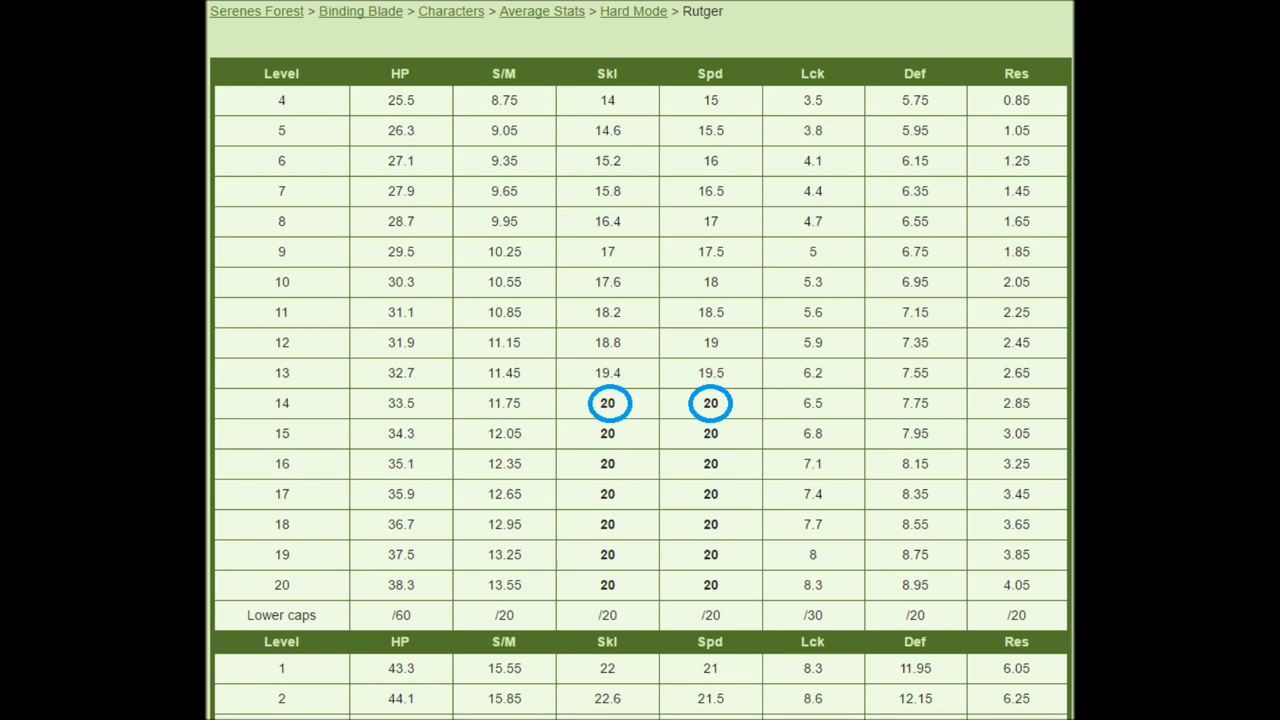 Serenes Forest > Binding Blade > Characters > Average Stats > Hard Mode > Rutger
Level HP S/M Skl Spd Lck Def Res
4 25.5 8.75 14 15 3.5 5.75 0.85
5 26.3 9.05 14.6 15.5 3.8 5.95 1.05
6 27.1 9.35 15.2 16 4.1 6.15 1.25
7 27.9 9.65 15.8 16.5 4.4 6.35 1.45
8 28.7 9.95 16.4 17 4.7 6.55 1.65
9 29.5 10.25 17 17.5 5 6.75 1.85
10 30.3 10.55 17.6 18 5.3 6.95 2.05
11 31.1 10.85 18.2 18.5 5.6 7.15 2.25
12 31.9 11.15 18.8 19 5.9 7.35 2.45
13 32.7 11.45 19.4 19.5 6.2 7.55 2.65
14 33.5 11.75 20 20 6.5 7.75 2.85
15 34.3 12.05 20 20 6.8 7.95 3.05
16 35.1 12.35 20 20 7.1 8.15 3.25
17 35.9 12.65 20 20 7.4 8.35 3.45
18 36.7 12.95 20 20 7.7 8.55 3.65
19 37.5 13.25 20 20 8 8.75 3.85
20 38.3 13.55 20 20 8.3 8.95 4.05
Lower caps /60 /20 /20 /20 /30 /20 /20
Level HP S/M Skl Spd Lck Def Res
1 43.3 15.55 22 21 8.3 11.95 6.05
2 44.1 15.85 22.6 21.5 8.6 12.15 6.25